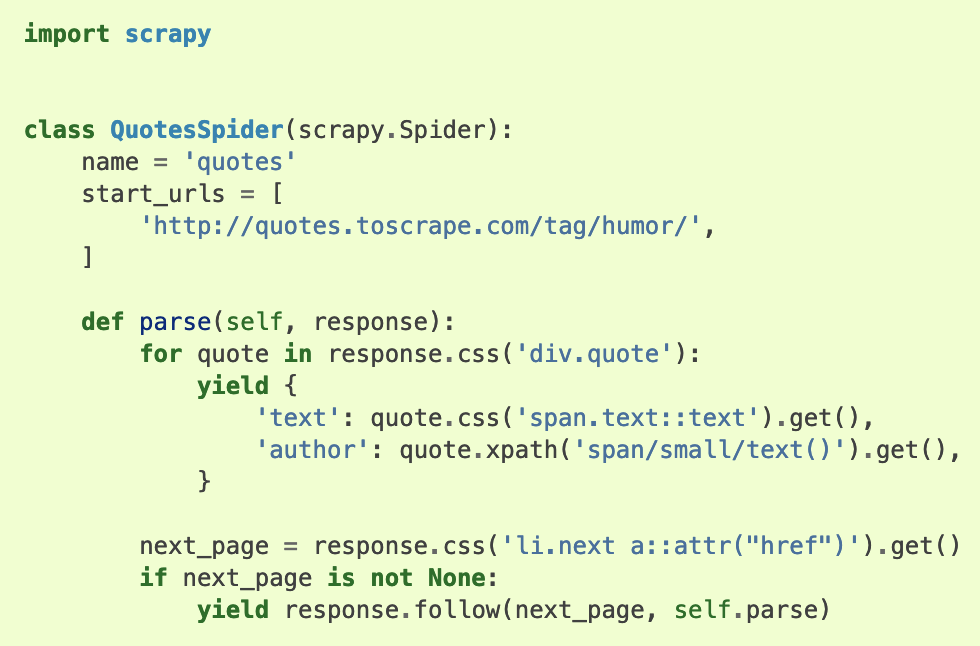 import scrapy


class QuotesSpider(scrapy.Spider):
    name = 'quotes'
    start_urls = [
        'http://quotes.toscrape.com/tag/humor/',
    ]

    def parse(self, response):
        for quote in response.css('div.quote'):
            yield {
                'text': quote.css('span.text::text').get(),
                'author': quote.xpath('span/small/text()').get(),
            }

        next_page = response.css('li.next a::attr("href")').get()
        if next_page is not None:
            yield response.follow(next_page, self.parse)